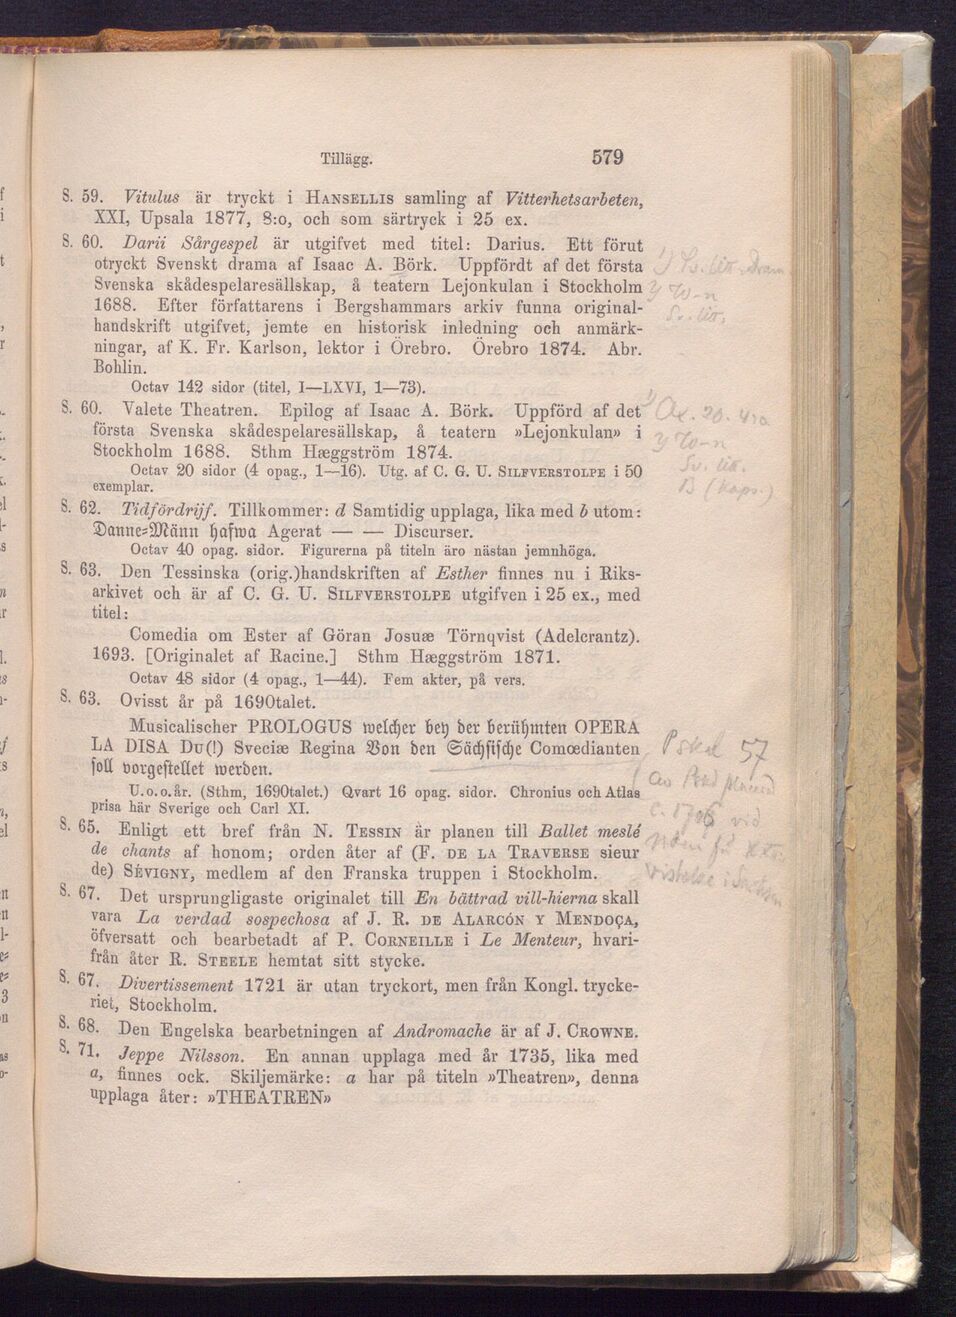 Tillägg. 579
S. 59. Vitulus är tryckt i HANSELLIS samling af Vitterhetsarbeten,
XXI, Upsala 1877, 8:o, och som särtryck i 25 ex.
S. 60. Darii Sårgespel är utgifvet med titel: Darius. Ett förut
otryckt Svenskt drama af Isaac A. Börk. Uppfördt af det första
Svenska skådespelaresällskap, å teatern Lejonkulan i Stockholm
1688. Efter författarens i Bergshammars arkiv funna original-
handskrift utgifvet, jemte en historisk inledning och anmärk-
ningar, af K. Fr. Karlson, lektor i Örebro. Örebro 1874. Abr.
Bohlin.
Octav 142 sidor (titel, I—LXVI, 1—73).
S. 60. Valete Theatren. Epilog af Isaac A. Börk. Uppförd af det
första Svenska skådespelaresällskap, å teatern »Lejonkulan» i
Stockholm 1688. Sthm Hæggström 1874.
Octav 20 sidor (4 opag., 1—16). Utg. af C. G. U. SILFVERSTOLPE i 50
exemplar.
S. 62. Tidfördrijf. Tillkommer: d Samtidig upplaga, lika med b utom:
Danne=Männ hafwa Agerat — — Discurser.
Octav 40 opag. sidor. Figurerna på titeln äro nästan jemnhöga.
S. 63. Den Tessinska (orig.)handskriften af Esther finnes nu i Riks-
arkivet och är af C. G. U. SILFVERSTOLPE utgifven i 25 ex., med
titel:
Comedia om Ester af Göran Josuæ Törnqvist (Adelcrantz).
1693. [Originalet af Racine.] Sthm Hæggström 1871.
Octav 48 sidor (4 opag., 1—44). Fem akter, på vers.
S. 63. Ovisst år på 1690talet.
Musicalischer PROLOGUS welcher bey der berühmten OPERA
LA DISA Du(!) Sveciæ Regina Von den Sächsische Comœdianten
soll vorgestellet werden.
U.o.o.år. (Sthm, 1690talet.) Qvart 16 opag. sidor. Chronius och Atlas
prisa här Sverige och Carl XI.
S. 65. Enligt ett bref från N. TESSIN är planen till Ballet meslé
de chants af honom; orden åter af (F. DE LA TRAVERSE sieur
de) SÉVIGNY, medlem af den Franska truppen i Stockholm.
S. 67. Det ursprungligaste originalet till En bättrad vill-hierna skall
vara La verdad sospechosa af J. R. DE ALARCÓN Y MENDOÇA,
öfversatt och bearbetadt af P. CORNEILLE i Le Menteur, hvari-
från åter R. STEELE hemtat sitt stycke.
S. 67. Divertissement 1721 är utan tryckort, men från Kongl. trycke-
riet, Stockholm.
S. 68. Den Engelska bearbetningen af Andromache är af J. CROWNE.
S. 71. Jeppe Nilsson. En annan upplaga med år 1735, lika med
a, finnes ock. Skiljemärke: a har på titeln »Theatren», denna
upplaga åter: »THEATREN»
Sv. litt.
Sv. litt.
57